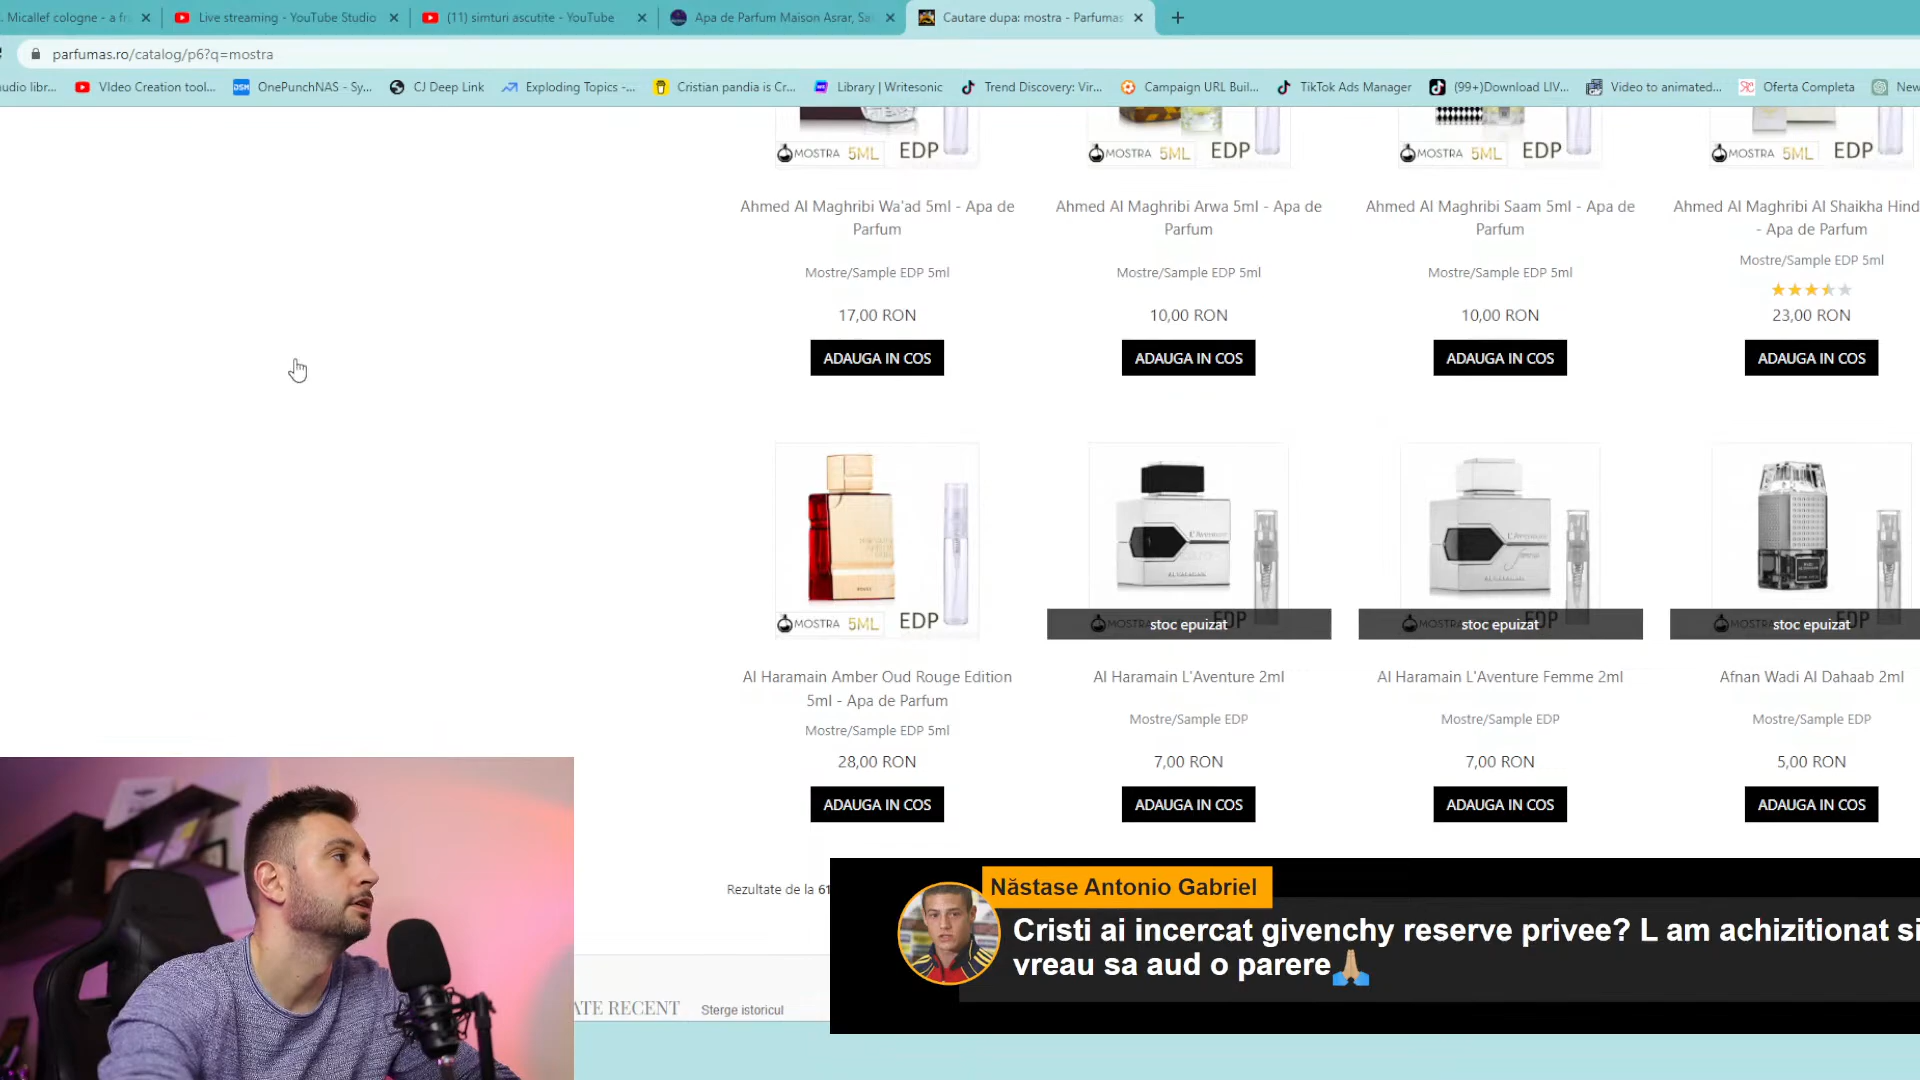 . Micallef cologne - a fr
Live streaming - YouTube Studio
(11) simturi ascutite - YouTube
Apa de Parfum Maison Asrar, Sa
Cautare dupa: mostra - Parfumas
parfumas.ro/catalog/p6?q=mostra
udio libr...
VIdeo Creation tool...
OnePunchNAS - Sy...
CJ Deep Link
Exploding Topics -...
Cristian pandia is Cr...
Library | Writesonic
Trend Discovery: Vir...
Campaign URL Buil...
TikTok Ads Manager
(99+)Download LIV...
Video to animated...
Oferta Completa
New
MOSTRA 5ML EDP
MOSTRA 5ML EDP
MOSTRA 5ML EDP
MOSTRA 5ML EDP
Ahmed Al Maghribi Wa'ad 5ml - Apa de
Parfum
Mostre/Sample EDP 5ml
17,00 RON
ADAUGA IN COS
Ahmed Al Maghribi Arwa 5ml - Apa de
Parfum
Mostre/Sample EDP 5ml
10,00 RON
ADAUGA IN COS
Ahmed Al Maghribi Saam 5ml - Apa de
Parfum
Mostre/Sample EDP 5ml
10,00 RON
ADAUGA IN COS
Ahmed Al Maghribi Al Shaikha Hind
- Apa de Parfum
Mostre/Sample EDP 5ml
23,00 RON
ADAUGA IN COS
MOSTRA 5ML EDP
Al Haramain Amber Oud Rouge Edition
5ml - Apa de Parfum
Mostre/Sample EDP 5ml
28,00 RON
ADAUGA IN COS
stoc epuizat
Al Haramain L'Aventure 2ml
Mostre/Sample EDP
7,00 RON
ADAUGA IN COS
stoc epuizat
Al Haramain L'Aventure Femme 2ml
Mostre/Sample EDP
7,00 RON
ADAUGA IN COS
stoc epuizat
Afnan Wadi Al Dahaab 2ml
Mostre/Sample EDP
5,00 RON
ADAUGA IN COS
Rezultate de la 61
Năstase Antonio Gabriel
Cristi ai incercat givenchy reserve privee? L am achizitionat si
vreau sa aud o parere🙏🏼
ATE RECENT
Sterge istoricul